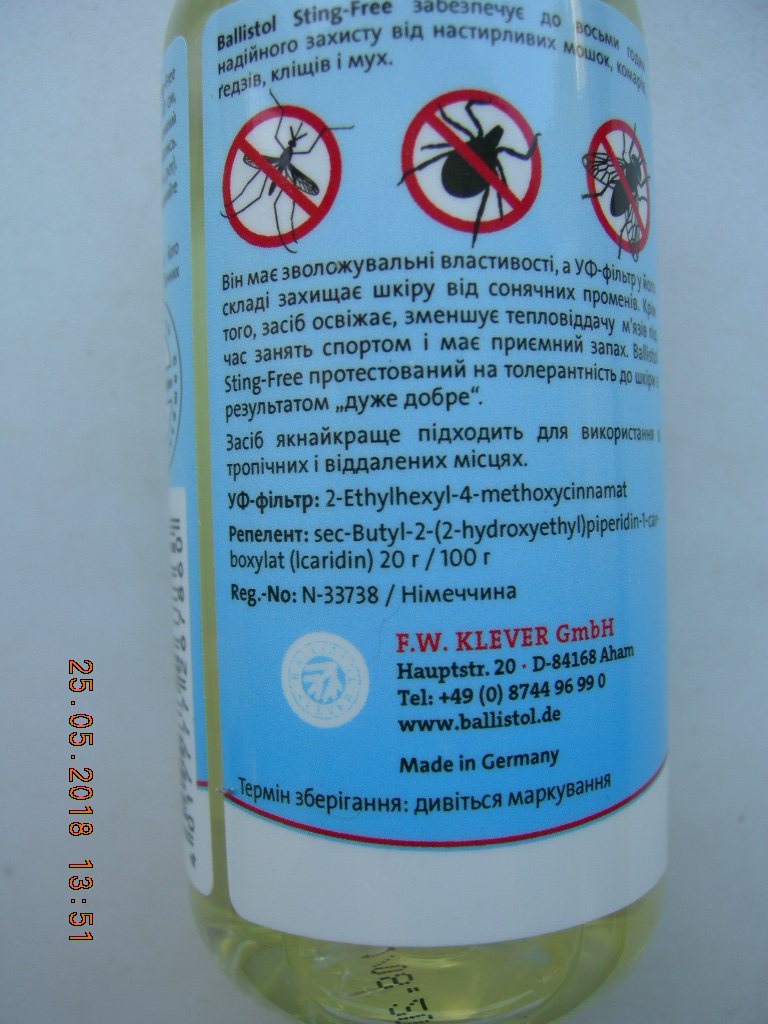 Ballistol Sting-Free забезпечує до восьми годин
надійного захисту від настирливих мошок, комарів,
ґедзів, кліщів і мух.
Він має зволожувальні властивості, а УФ-фільтр у його
складі захищає шкіру від сонячних променів. Крім
того, засіб освіжає, зменшує тепловіддачу м'язів під
час занять спортом і має приємний запах. Ballistol
Sting-Free протестований на толерантність до шкіри з
результатом „дуже добре“.
Засіб якнайкраще підходить для використання в
тропічних і віддалених місцях.
УФ-фільтр: 2-Ethylhexyl-4-methoxycinnamat
Репелент: sec-Butyl-2-(2-hydroxyethyl)piperidin-1-car-
boxylat (Icaridin) 20 г / 100 г
Reg.-No: N-33738 / Німеччина
F.W. KLEVER GmbH
Hauptstr. 20 · D-84168 Aham
Tel: +49 (0) 8744 96 99 0
www.ballistol.de
Made in Germany
Термін зберігання: дивіться маркування
25.05.2018 13:51